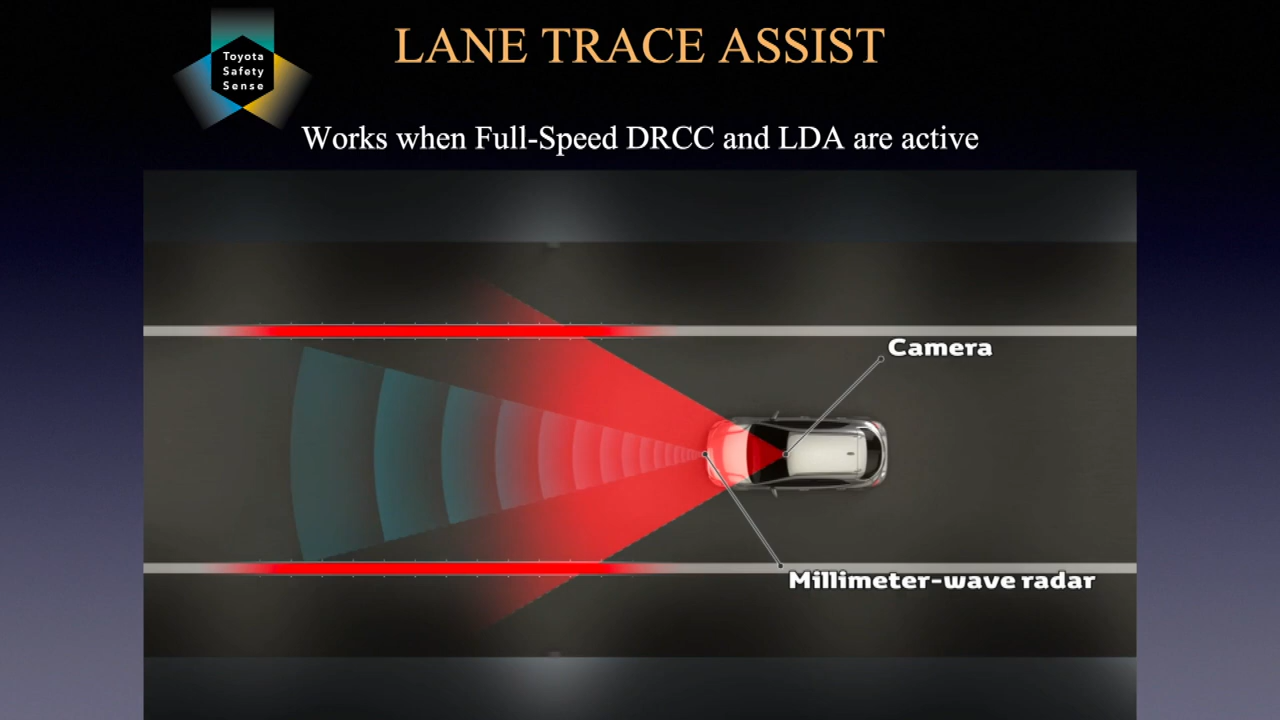 Toyota
Safety
Sense
LANE TRACE ASSIST
Works when Full-Speed DRCC and LDA are active
Camera
Millimeter-wave radar